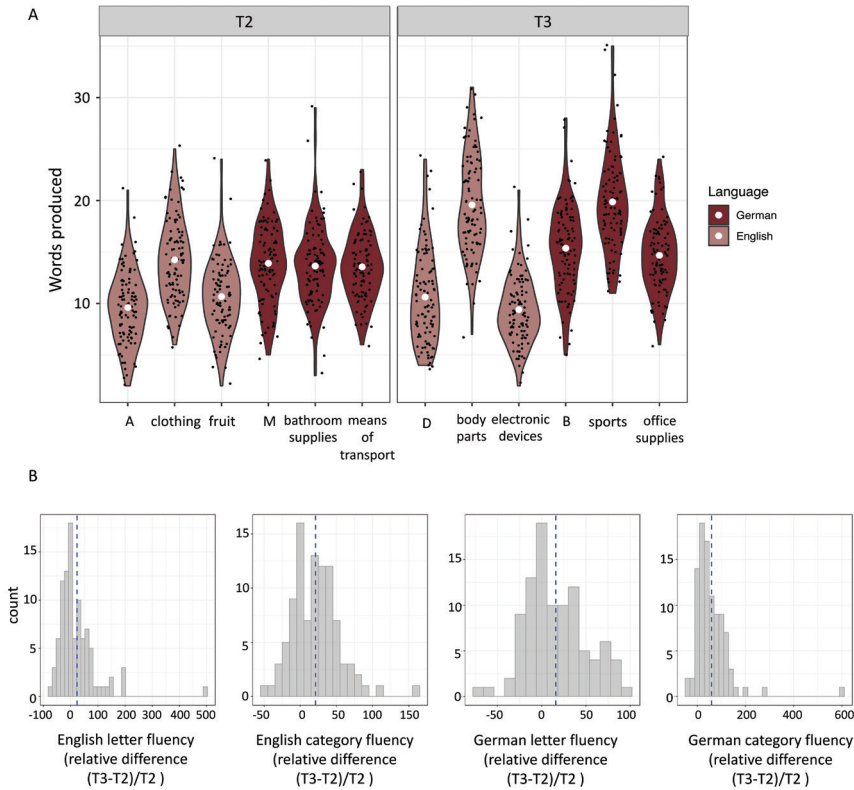 A
T2
T3
Words produced
30
20
10
A
clothing
fruit
M
bathroom
supplies
means
of
transport
D
body
parts
electronic
devices
B
sports
office
supplies
Language
German
English
B
count
15
10
5
0
-100
0
100
200
300
400
500
English letter fluency
(relative difference
(T3-T2)/T2 )
15
10
5
0
-50
0
50
100
150
English category fluency
(relative difference
(T3-T2)/T2 )
15
10
5
0
-50
0
50
100
German letter fluency
(relative difference
(T3-T2)/T2 )
15
10
5
0
0
200
400
600
German category fluency
(relative difference
(T3-T2)/T2 )